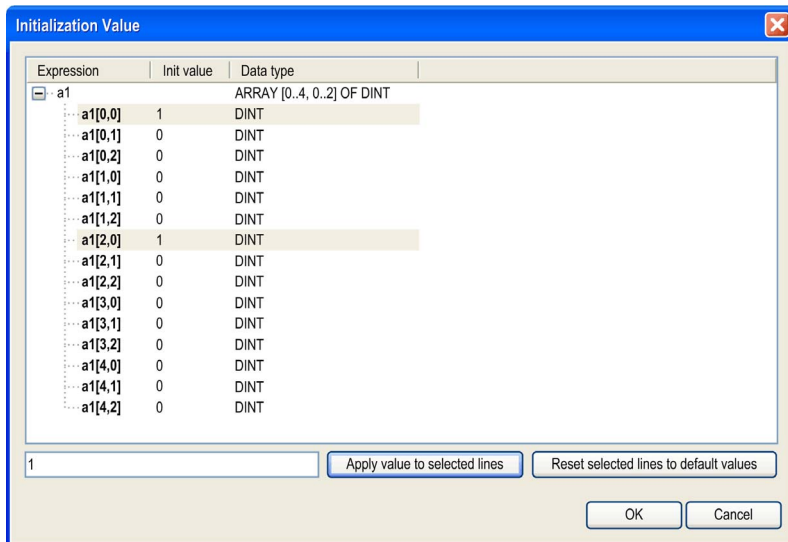 Initialization Value
Expression Init value Data type
a1 ARRAY [0..4, 0..2] OF DINT
a1[0,0] 1 DINT
a1[0,1] 0 DINT
a1[0,2] 0 DINT
a1[1,0] 0 DINT
a1[1,1] 0 DINT
a1[1,2] 0 DINT
a1[2,0] 1 DINT
a1[2,1] 0 DINT
a1[2,2] 0 DINT
a1[3,0] 0 DINT
a1[3,1] 0 DINT
a1[3,2] 0 DINT
a1[4,0] 0 DINT
a1[4,1] 0 DINT
a1[4,2] 0 DINT
1 Apply value to selected lines Reset selected lines to default values
OK Cancel